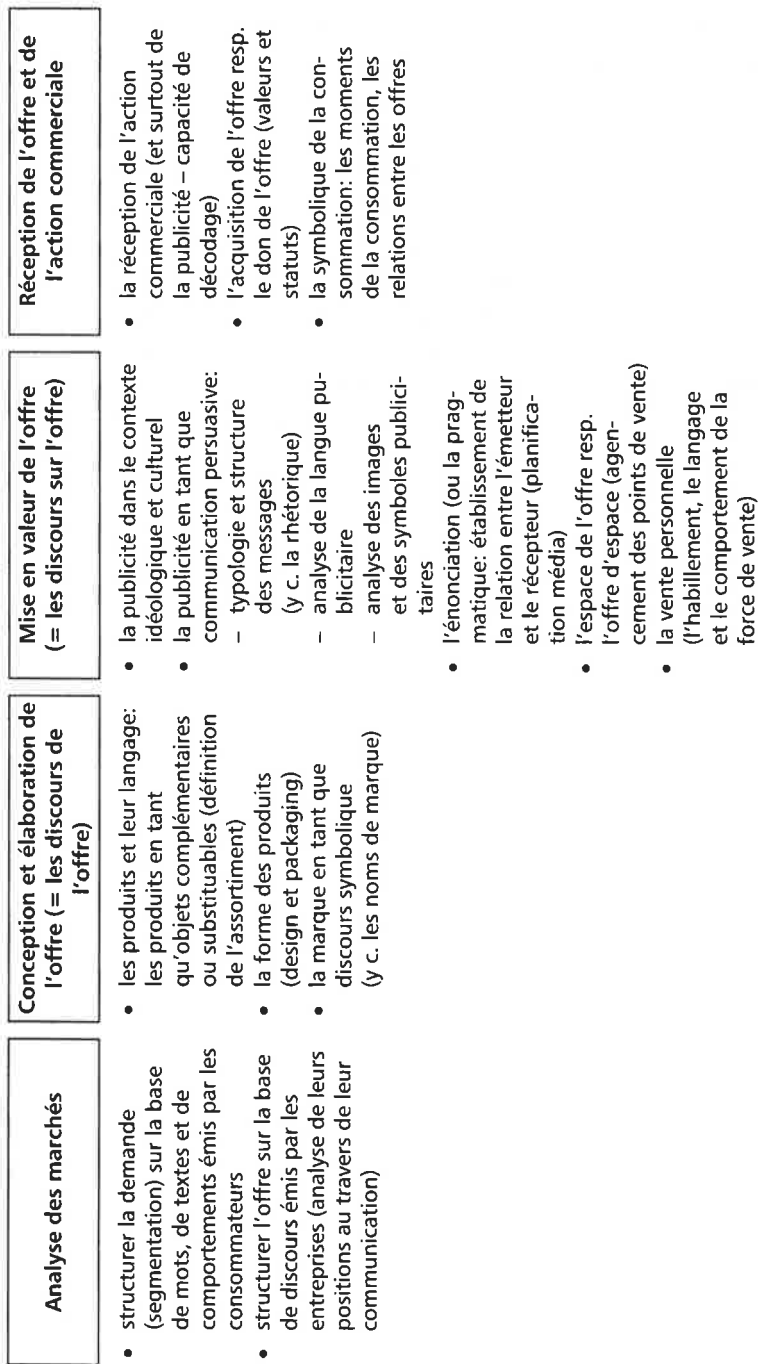 Analyse des marchés
• structurer la demande
(segmentation) sur la base
de mots, de textes et de
comportements émis par les
consommateurs
• structurer l'offre sur la base
de discours émis par les
entreprises (analyse de leurs
positions au travers de leur
communication)
Conception et élaboration de
l'offre (= les discours de
l'offre)
• les produits et leur langage:
les produits en tant
qu'objets complémentaires
ou substituables (définition
de l'assortiment)
• la forme des produits
(design et packaging)
• la marque en tant que
discours symbolique
(y c. les noms de marque)
Mise en valeur de l'offre
(= les discours sur l'offre)
• la publicité dans le contexte
idéologique et culturel
• la publicité en tant que
communication persuasive:
– typologie et structure
des messages
(y c. la rhétorique)
– analyse de la langue pu-
blicitaire
– analyse des images
et des symboles publici-
taires
• l'énonciation (ou la prag-
matique: établissement de
la relation entre l'émetteur
et le récepteur (planifica-
tion média)
• l'espace de l'offre resp.
l'offre d'espace (agen-
cement des points de vente)
• la vente personnelle
(l'habillement, le langage
et le comportement de la
force de vente)
Réception de l'offre et de
l'action commerciale
• la réception de l'action
commerciale (et surtout de
la publicité – capacité de
décodage)
• l'acquisition de l'offre resp.
le don de l'offre (valeurs et
statuts)
• la symbolique de la con-
sommation: les moments
de la consommation, les
relations entre les offres